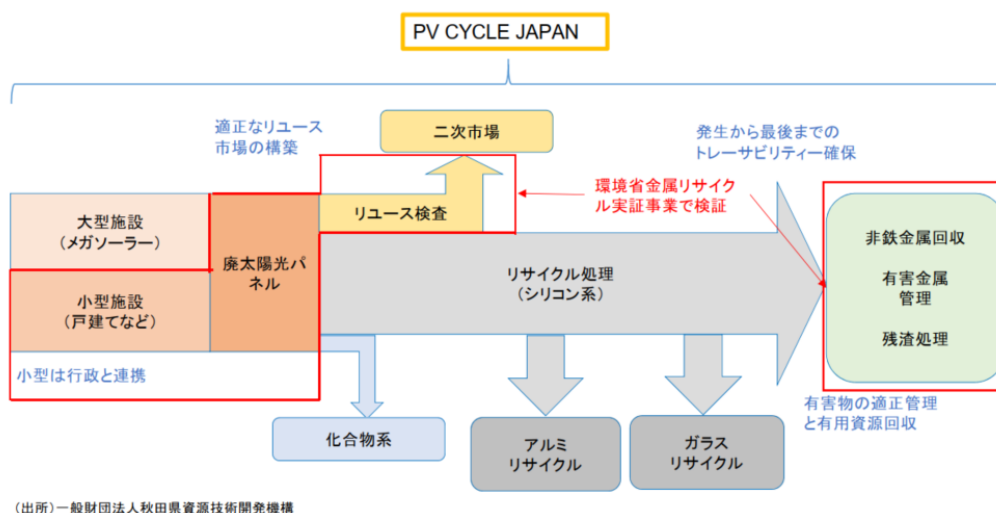 PV CYCLE JAPAN
適正なリユース
市場の構築
二次市場
発生から最後までの
トレーサビリティー確保
環境省金属リサイク
ル実証事業で検証
大型施設
（メガソーラー）
リユース検査
廃太陽光パ
ネル
小型施設
（戸建てなど）
リサイクル処理
（シリコン系）
非鉄金属回収
有害金属
管理
残渣処理
小型は行政と連携
化合物系
アルミ
リサイクル
ガラス
リサイクル
有害物の適正管理
と有用資源回収
（出所）一般財団法人秋田県資源技術開発機構